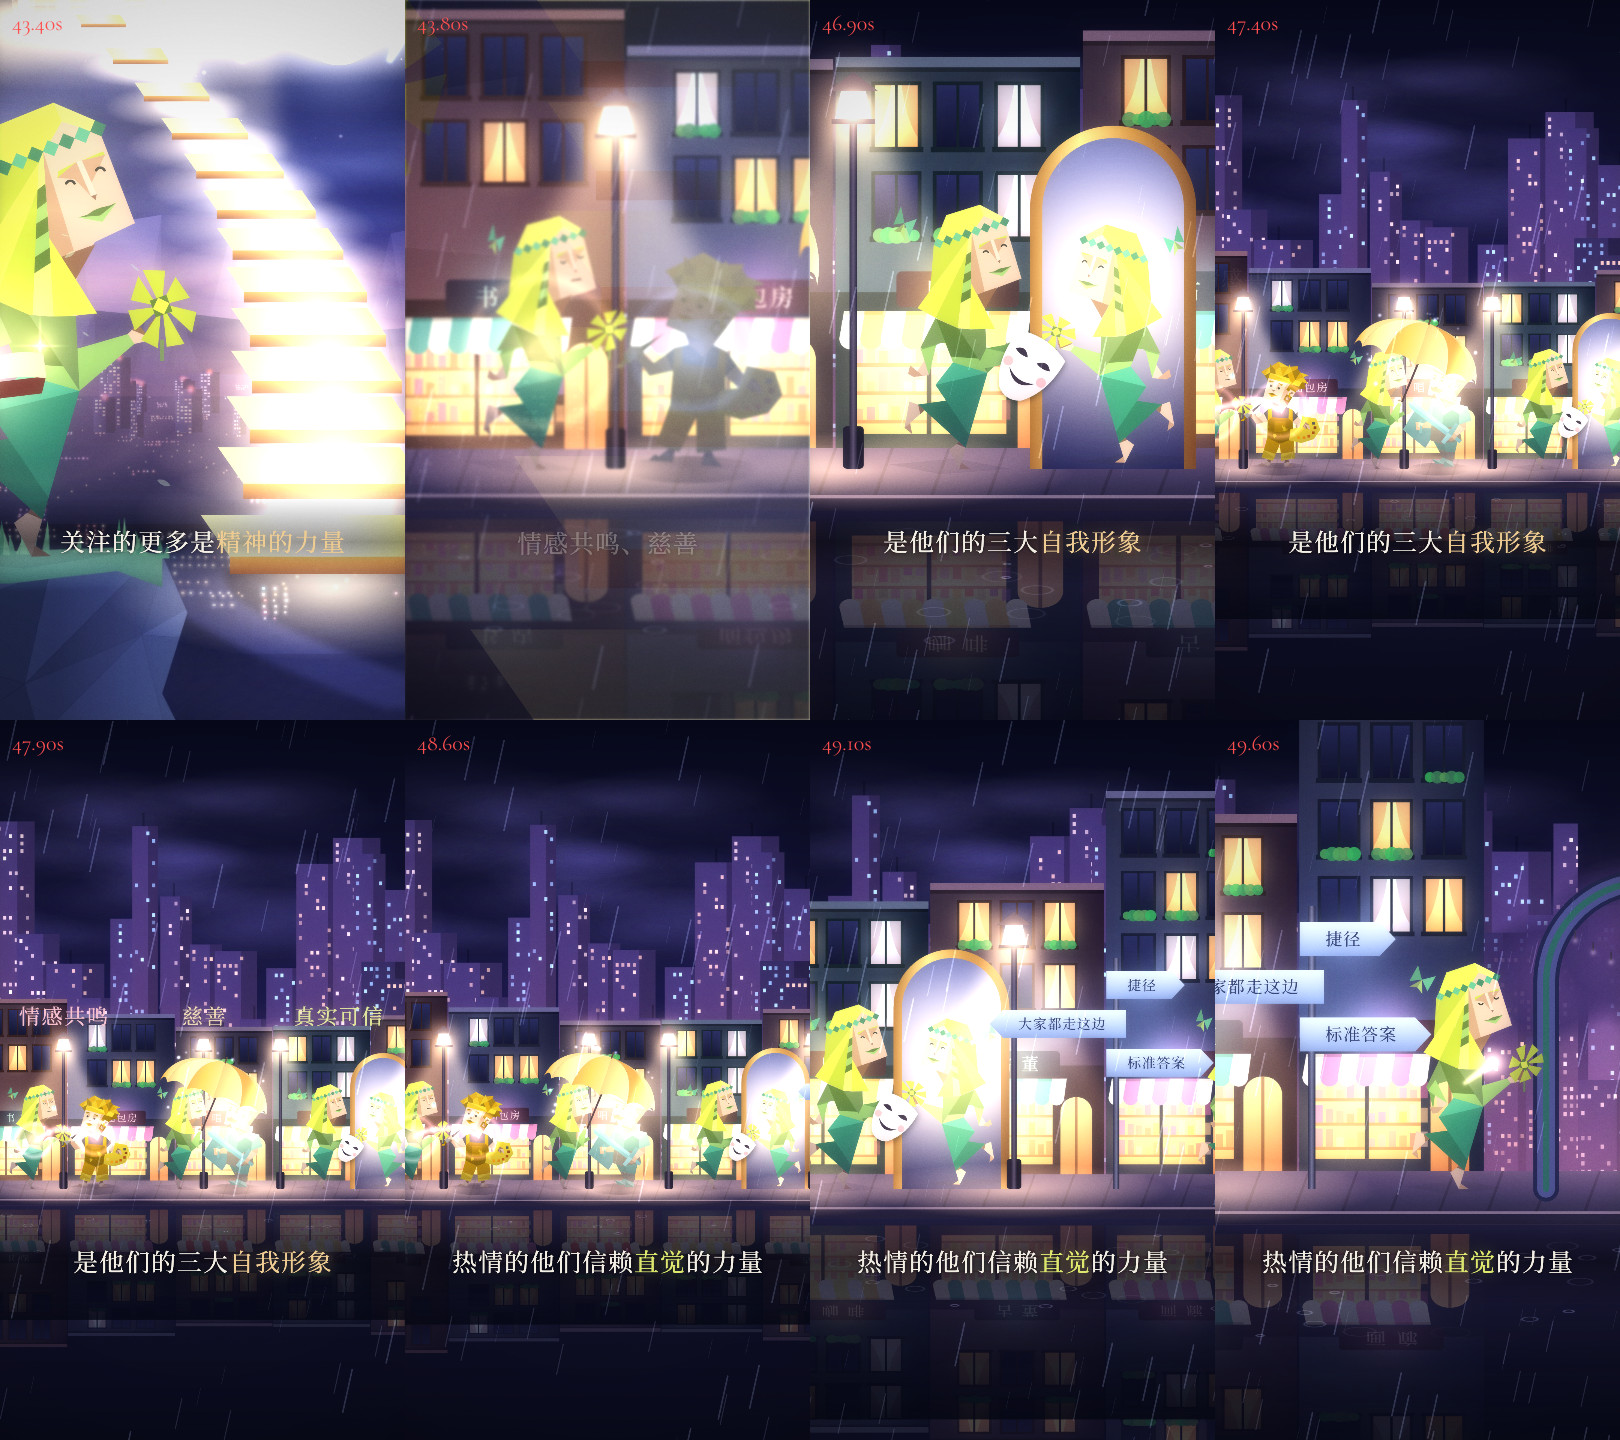 43.40s
关注的更多是精神的力量
43.80s
书
包房
情感共鸣、慈善
46.90s
是他们的三大自我形象
47.40s
包房
是他们的三大自我形象
47.90s
情感共鸣
慈善
真实可信
书
包房
是他们的三大自我形象
48.60s
包房
热情的他们信赖直觉的力量
49.10s
捷径
大家都走这边
标准答案
董
热情的他们信赖直觉的力量
49.60s
捷径
家都走这边
标准答案
热情的他们信赖直觉的力量